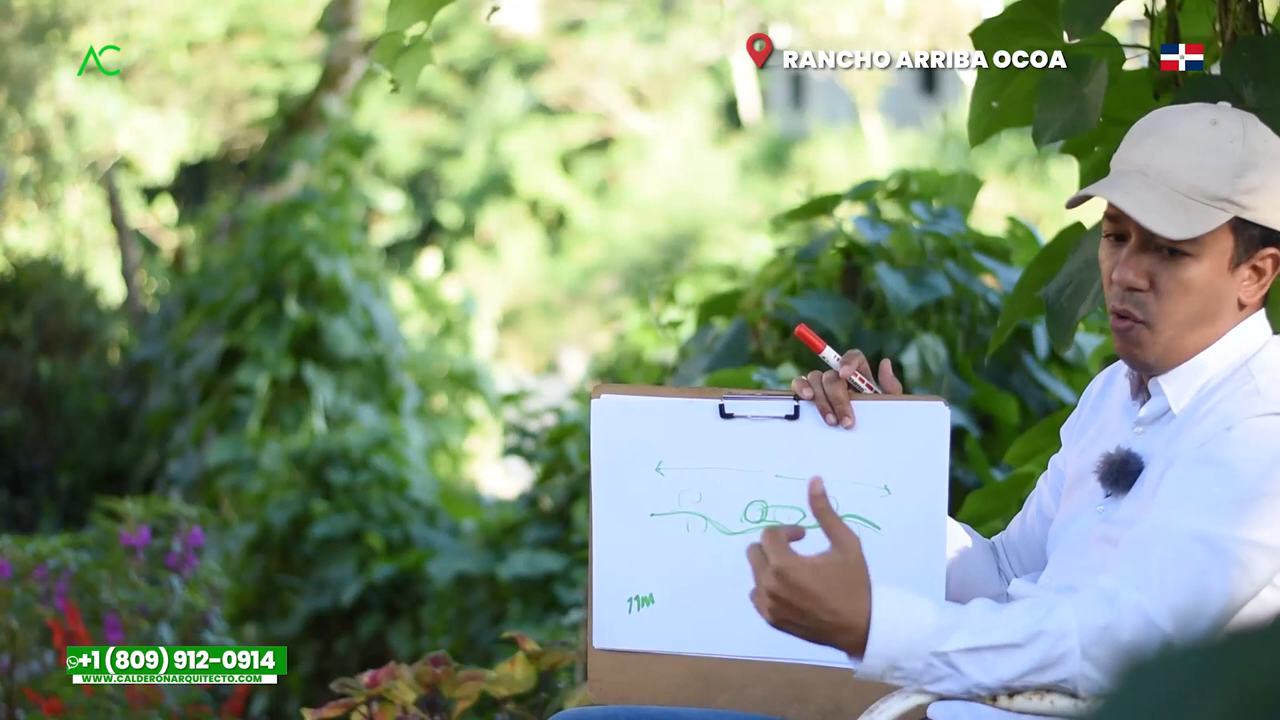 AC
RANCHO ARRIBA OCOA
11m
+1 (809) 912-0914
WWW.CALDERONARQUITECTO.COM